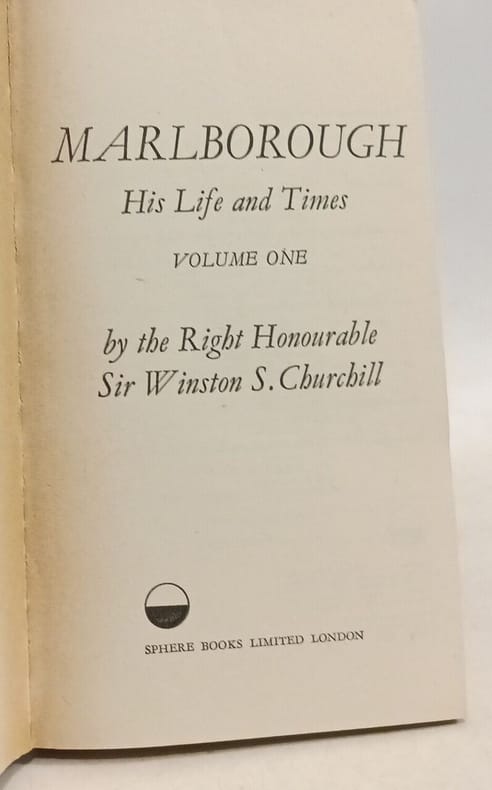 MARLBOROUGH
His Life and Times
VOLUME ONE
by the Right Honourable
Sir Winston S. Churchill
SPHERE BOOKS LIMITED LONDON